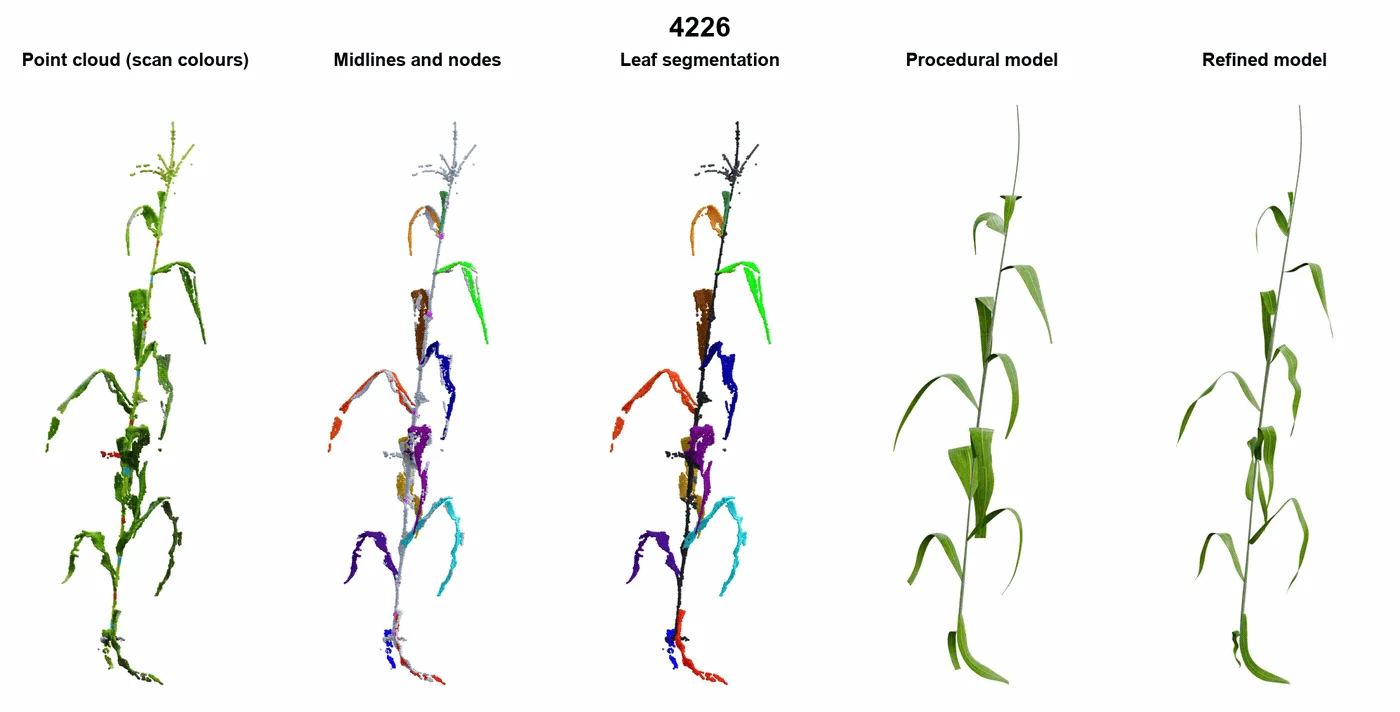 4226
Point cloud (scan colours)
Midlines and nodes
Leaf segmentation
Procedural model
Refined model